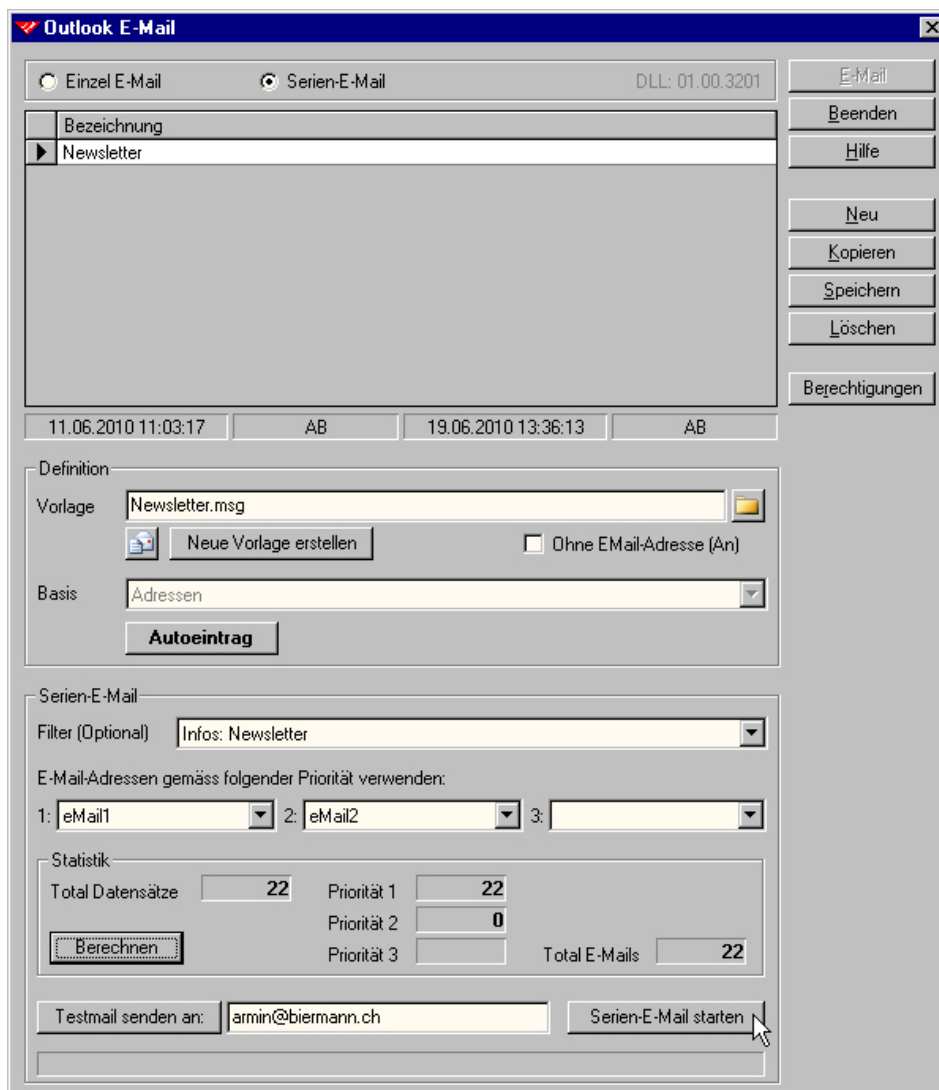 Outlook E-Mail
Einzel E-Mail Serien-E-Mail DLL: 01.00.3201
E-Mail
Beenden
Hilfe
Bezeichnung
Newsletter
Neu
Kopieren
Speichern
Löschen
Berechtigungen
11.06.2010 11:03:17 AB 19.06.2010 13:36:13 AB
Definition
Vorlage Newsletter.msg
Neue Vorlage erstellen Ohne EMail-Adresse (An)
Basis Adressen
Autoeintrag
Serien-E-Mail
Filter (Optional) Infos: Newsletter
E-Mail-Adressen gemäss folgender Priorität verwenden:
1: eMail1 2: eMail2 3:
Statistik
Total Datensätze 22 Priorität 1 22
Priorität 2 0
Berechnen Priorität 3 Total E-Mails 22
Testmail senden an: armin@biermann.ch Serien-E-Mail starten